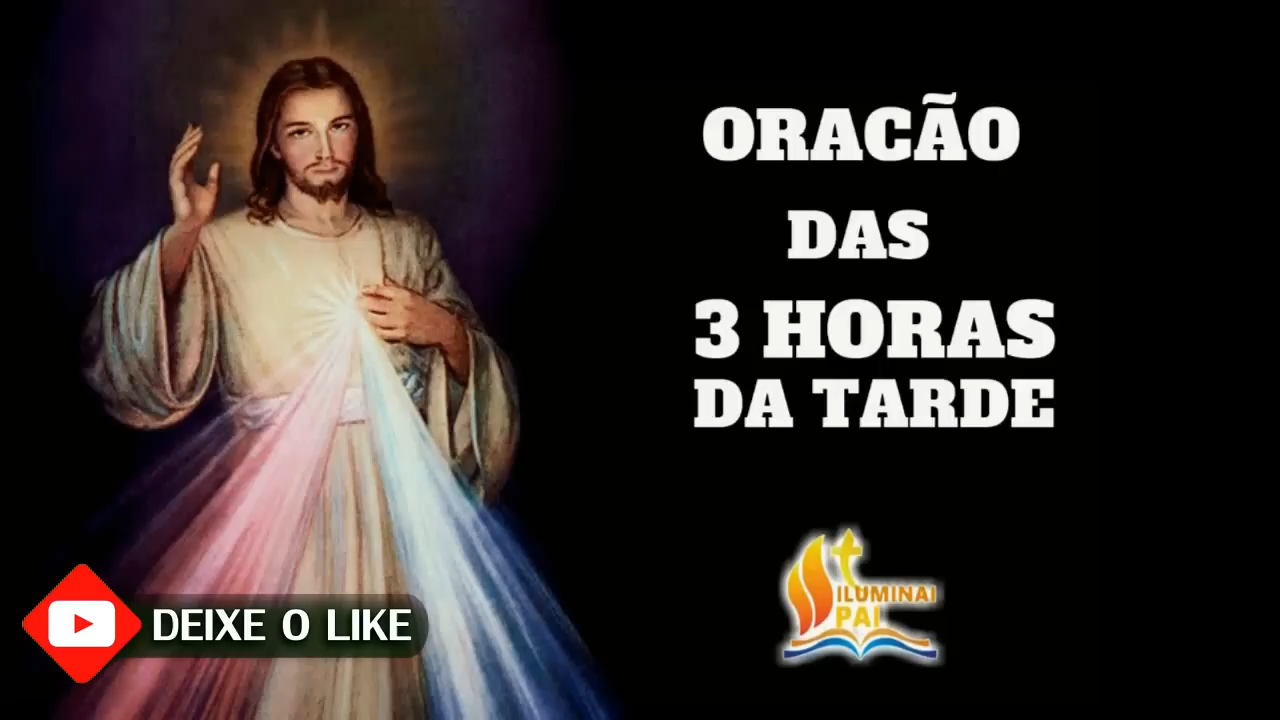 ORACÃO
DAS
3 HORAS
DA TARDE
ILUMINAI
PAI
DEIXE O LIKE